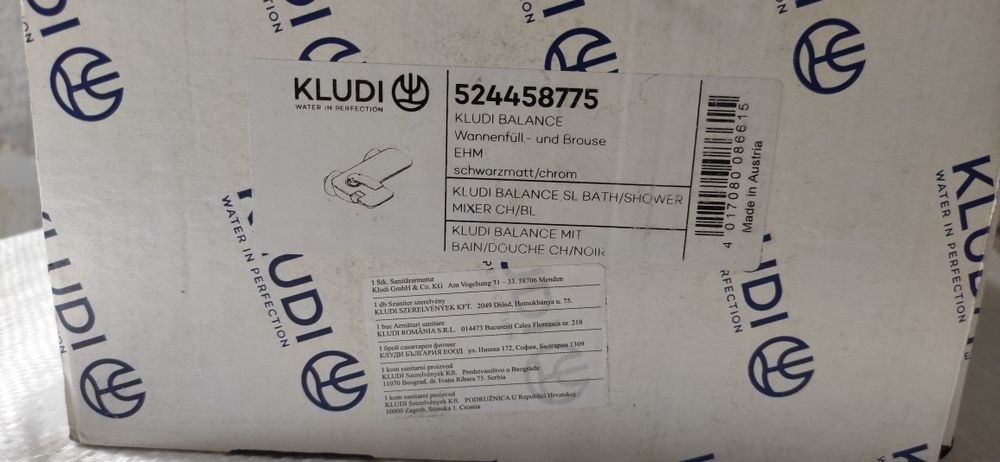 KLUDI
WATER IN PERFECTION
524458775
KLUDI BALANCE
Wannenfüll- und Brause
EHM
schwarzmatt/chrom
KLUDI BALANCE SL BATH/SHOWER
MIXER CH/BL
KLUDI BALANCE MIT
BAIN/DOUCHE CH/NOIR
4 017080 086615
Made in Austria
1 Stk. Sanitärarmatur
Kludi GmbH & Co. KG Am Vogelsang 31 – 33. 58706 Menden
1 db Szaniter szerelvény
KLUDI SZERELVÉNYEK KFT. 2049 Diósd, Homokbánya u. 75.
1 buc Armături sanitare
KLUDI ROMÂNIA S.R.L. 014473 Bucureşti Calea Floreasca nr. 218
1 брой санитарен фитинг
КЛУДИ БЪЛГАРИЯ ЕООД ул. Нишка 172, София, България 1309
1 kom sanitarni proizvod
KLUDI Szerelvények Kft. Predstavništvo u Beogradu
11070 Beograd, dr. Ivana Ribara 75. Serbia
1 kom sanitarni proizvod
KLUDI Szerelvények Kft. PODRUŽNICA U Republici Hrvatskoj
10000 Zagreb, 1. Croatia
KLUDI
WATER IN PERFECTION
KLUDI
WATER IN PERFECTION